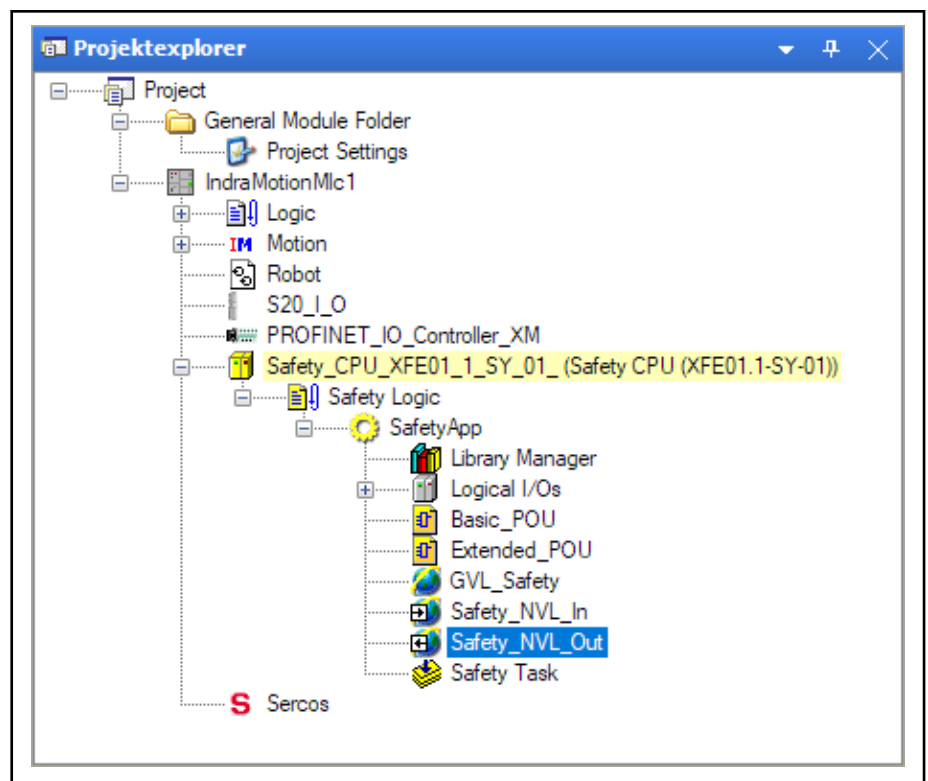 Projektexplorer
Project
General Module Folder
Project Settings
IndraMotionMlc1
Logic
IM Motion
Robot
S20_I_O
PROFINET_IO_Controller_XM
Safety_CPU_XFE01_1_SY_01_ (Safety CPU (XFE01.1-SY-01))
Safety Logic
SafetyApp
Library Manager
Logical I/Os
Basic_POU
Extended_POU
GVL_Safety
Safety_NVL_In
Safety_NVL_Out
Safety Task
S Sercos